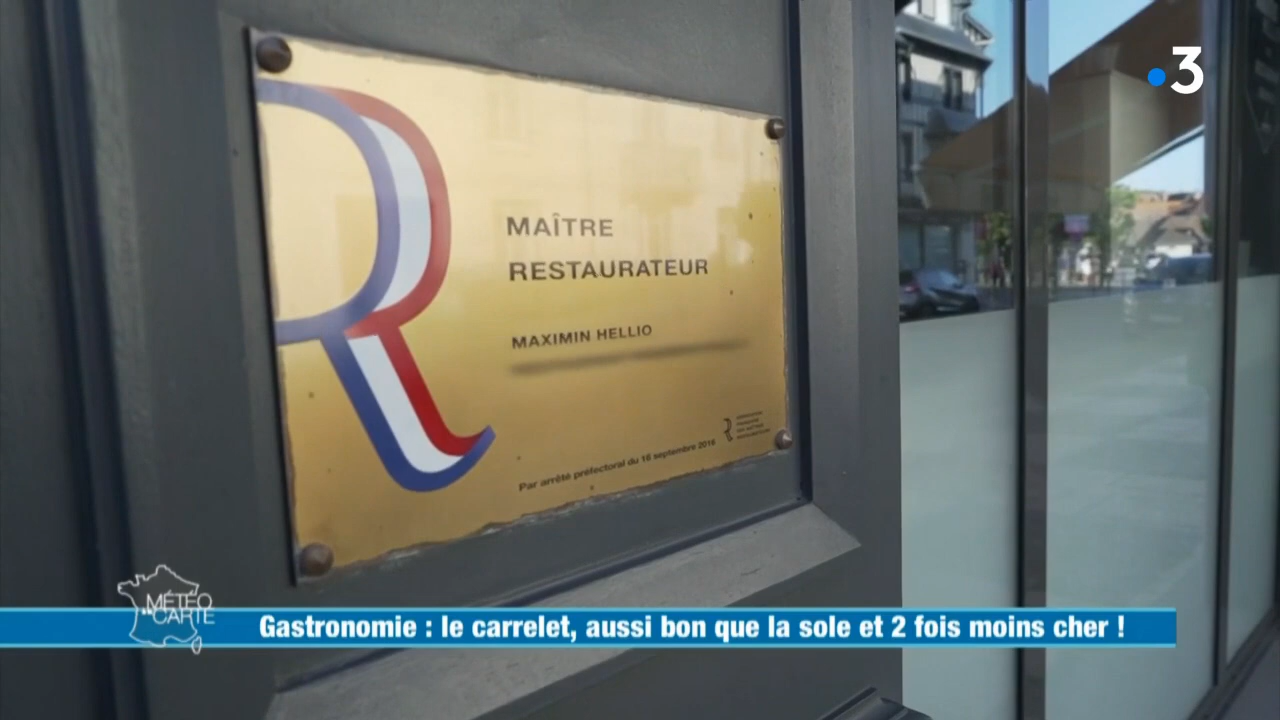 3
R
MAÎTRE
RESTAURATEUR
MAXIMIN HELLIO
Par arrêté préfectoral du 16 septembre 2016
MÉTÉO
à la CARTE
Gastronomie : le carrelet, aussi bon que la sole et 2 fois moins cher !